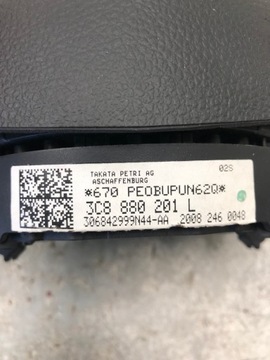 TAKATA PETRI AG 02S
ASCHAFFENBURG
*670 PEOBUPUN62Q*
3C8 880 201 L
306842999N44-AA 2008 246 0048